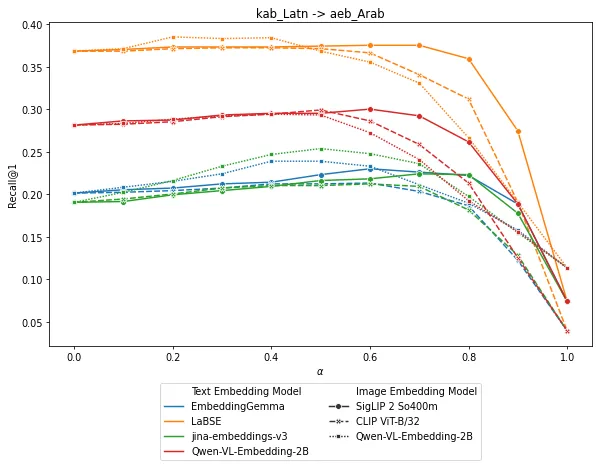 kab_Latn -> aeb_Arab
Recall@1
0.40
0.35
0.30
0.25
0.20
0.15
0.10
0.05
0.0 0.2 0.4 0.6 0.8 1.0
α
Text Embedding Model Image Embedding Model
EmbeddingGemma SigLIP 2 So400m
LaBSE CLIP ViT-B/32
jina-embeddings-v3 Qwen-VL-Embedding-2B
Qwen-VL-Embedding-2B